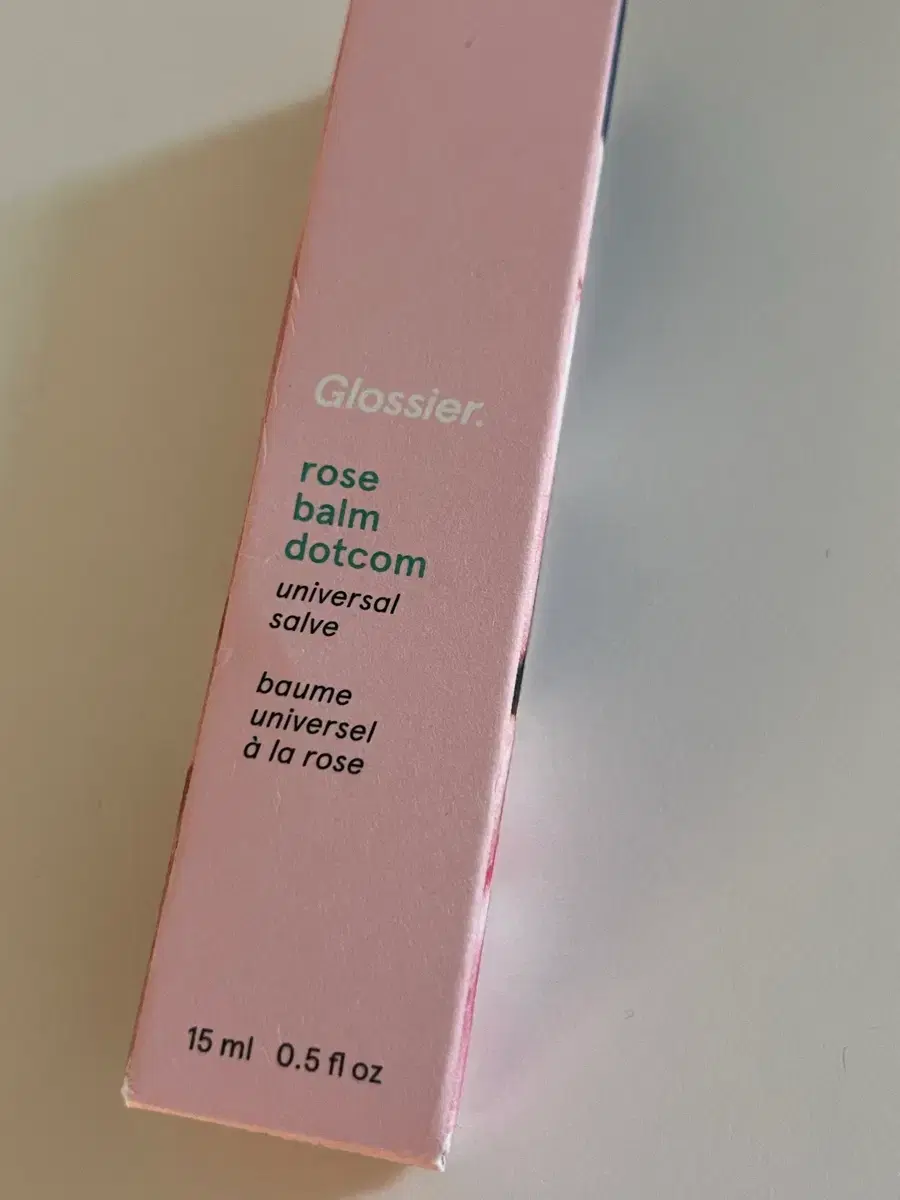 Glossier.
rose
balm
dotcom
universal
salve
baume
universel
à la rose
15 ml 0.5 fl oz